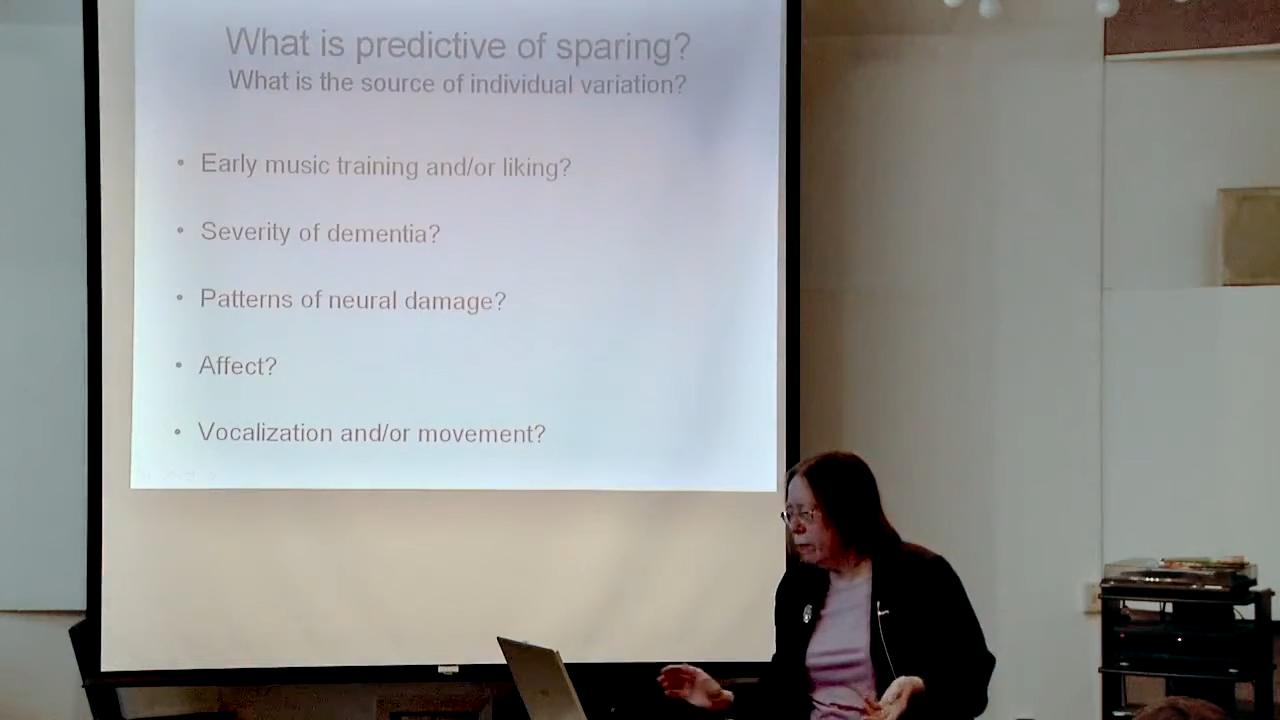 What is predictive of sparing?
What is the source of individual variation?
• Early music training and/or liking?
• Severity of dementia?
• Patterns of neural damage?
• Affect?
• Vocalization and/or movement?